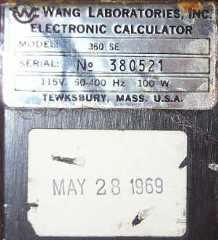 W WANG LABORATORIES, INC.
ELECTRONIC CALCULATOR
MODEL: 360 SE
SERIAL: No 380521
115V 50-400 HZ 100 W
TEWKSBURY, MASS. U.S.A.
MAY 28 1969